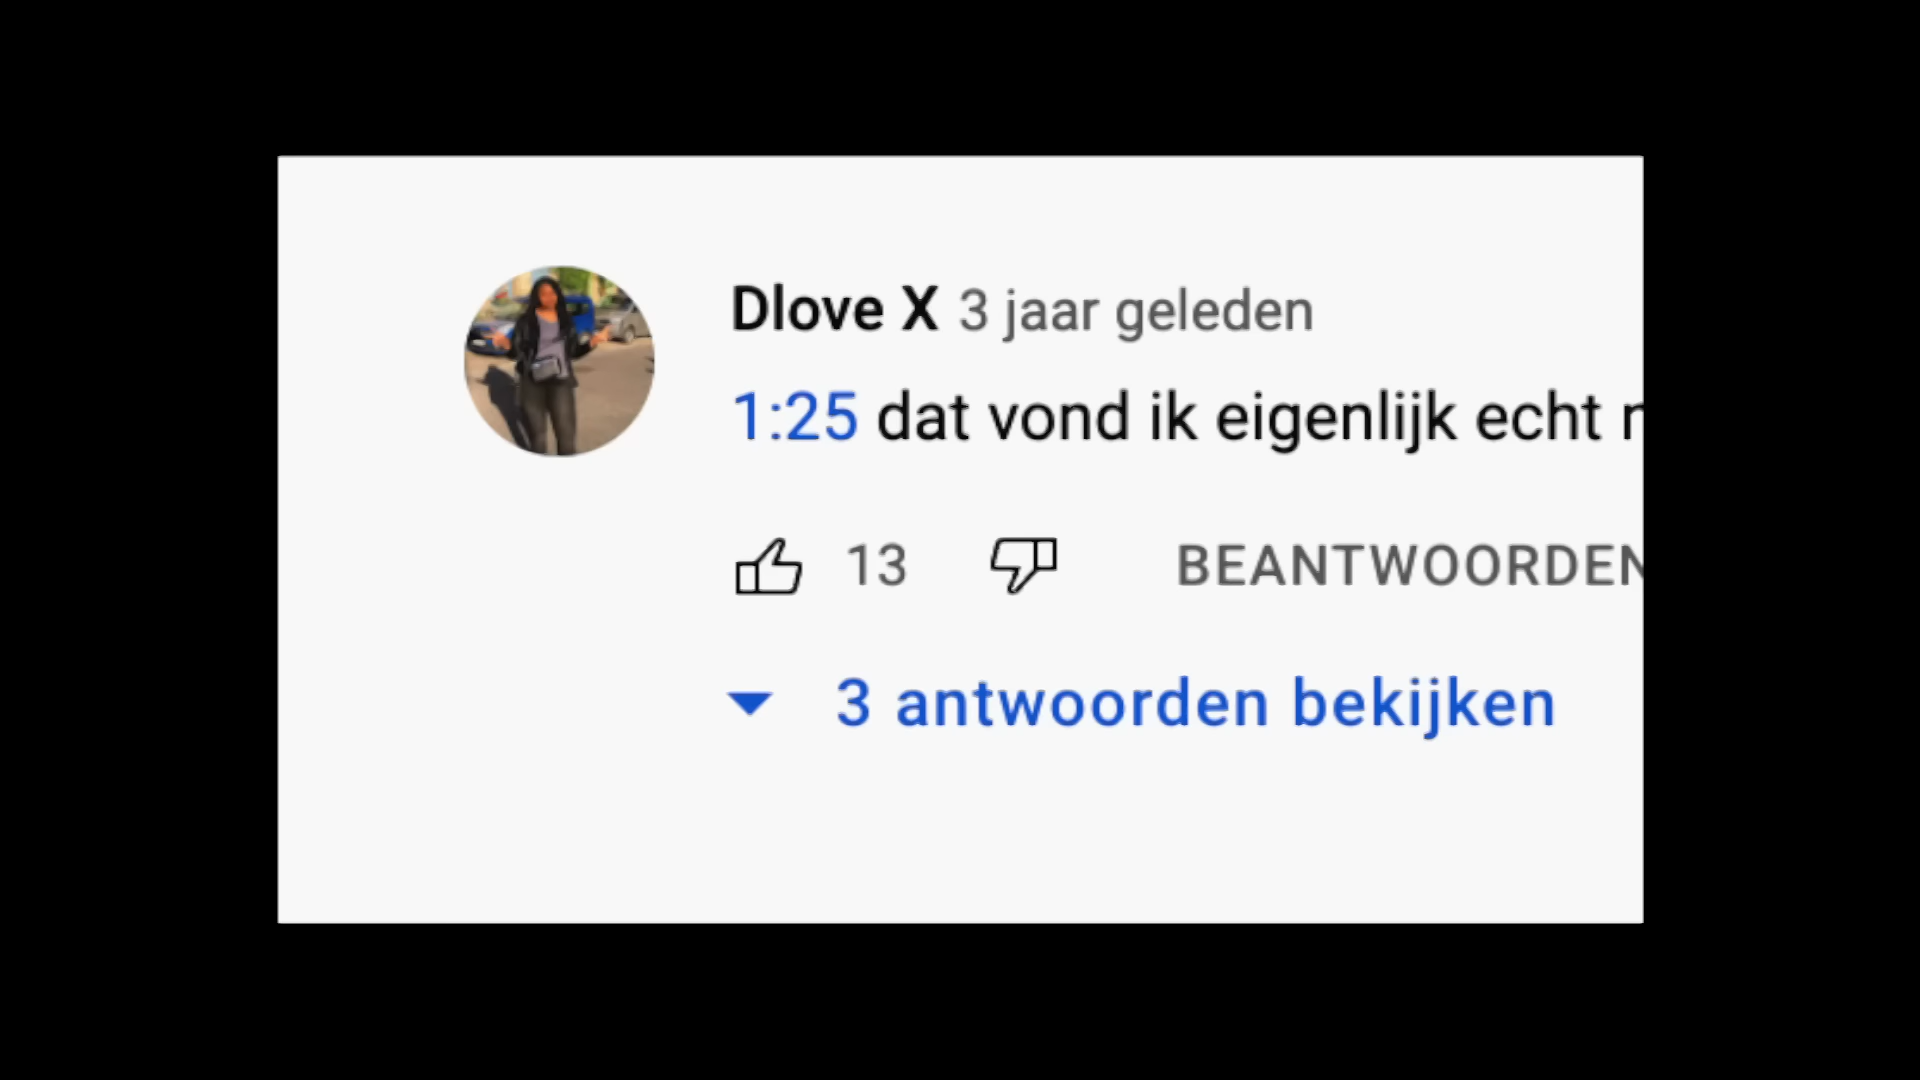 Dlove X 3 jaar geleden
1:25 dat vond ik eigenlijk echt
13 BEANTWOORDEN
3 antwoorden bekijken